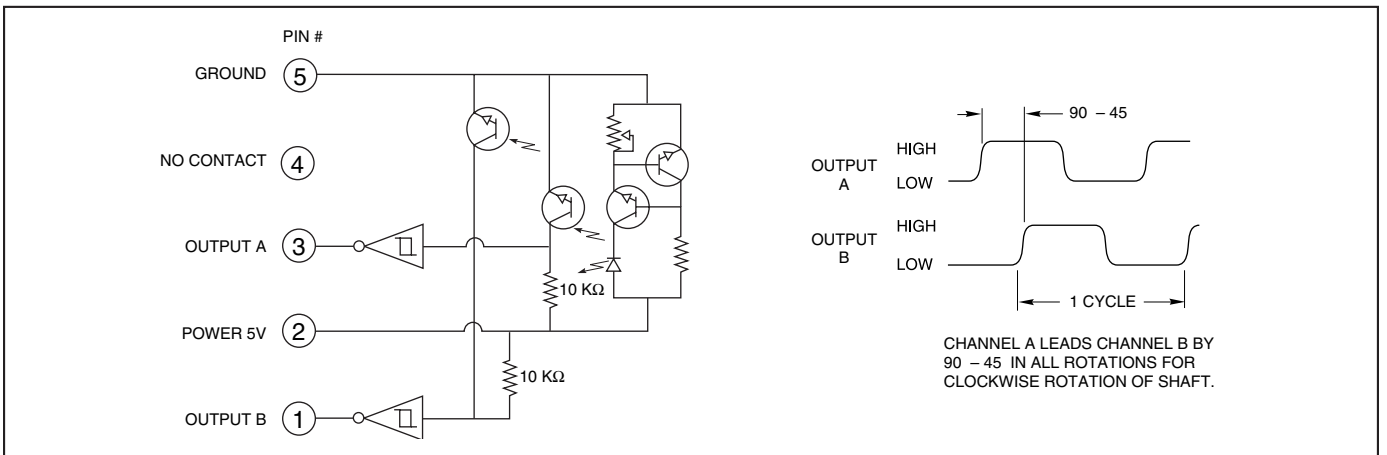 PIN #
GROUND 5
NO CONTACT 4
OUTPUT A 3
10 KΩ
POWER 5V 2
10 KΩ
OUTPUT B 1
90 – 45
OUTPUT
A
HIGH
LOW
OUTPUT
B
HIGH
LOW
1 CYCLE
CHANNEL A LEADS CHANNEL B BY
90 – 45 IN ALL ROTATIONS FOR
CLOCKWISE ROTATION OF SHAFT.